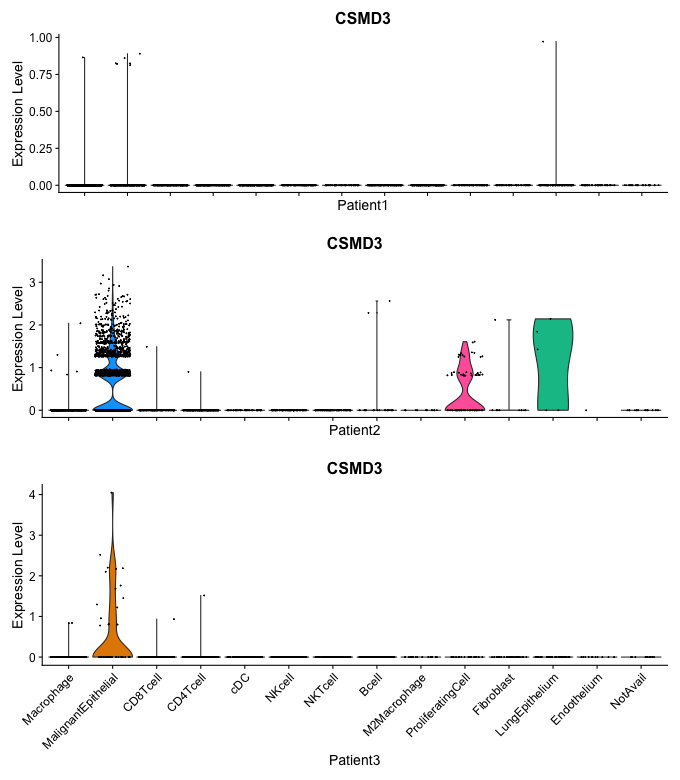 CSMD3
Expression Level
1.00
0.75
0.50
0.25
0.00
Patient1
CSMD3
Expression Level
3
2
1
0
Patient2
CSMD3
Expression Level
4
3
2
1
0
Macrophage
MalignantEpithelial
CD8Tcell
CD4Tcell
cDC
NKcell
NKTcell
Bcell
M2Macrophage
ProliferatingCell
Fibroblast
LungEpithelium
Endothelium
NotAvail
Patient3